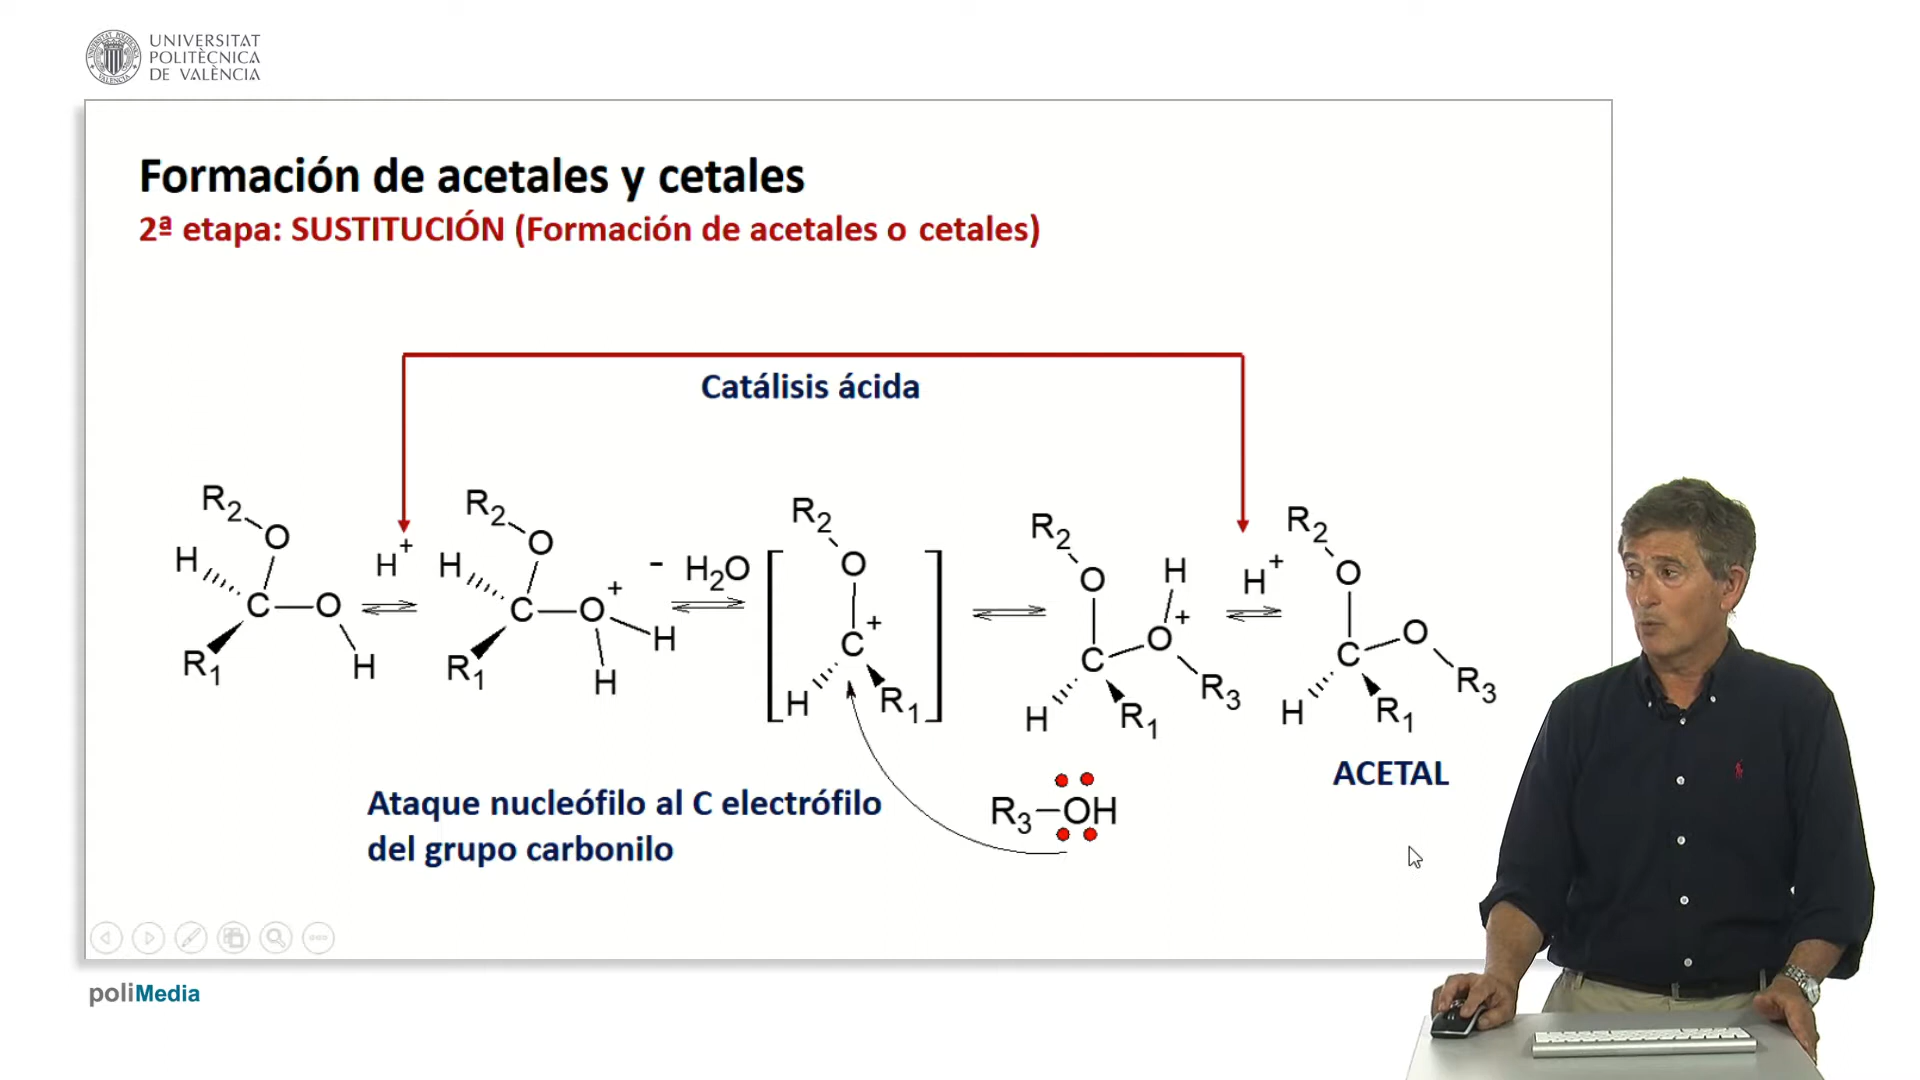 UNIVERSITAT
POLITÈCNICA
DE VALÈNCIA
Formación de acetales y cetales
2ª etapa: SUSTITUCIÓN (Formación de acetales o cetales)
Catálisis ácida
R2 O H C O H R1
H+
R2 O H C O+ H H R1
- H2O
R2 O C+ H R1
R2 O H C O+ R3 H R1
H+
R2 O C O R3 H R1
ACETAL
R3-OH
Ataque nucleófilo al C electrófilo
del grupo carbonilo
poliMedia